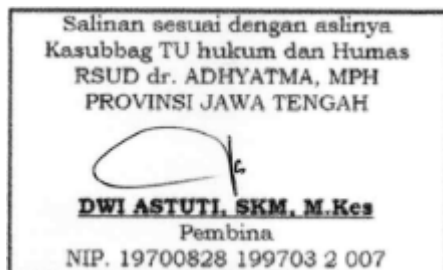 Salinan sesuai dengan aslinya
Kasubbag TU hukum dan Humas
RSUD dr. ADHYATMA, MPH
PROVINSI JAWA TENGAH
DWI ASTUTI, SKM, M.Kes
Pembina
NIP. 19700828 199703 2 007